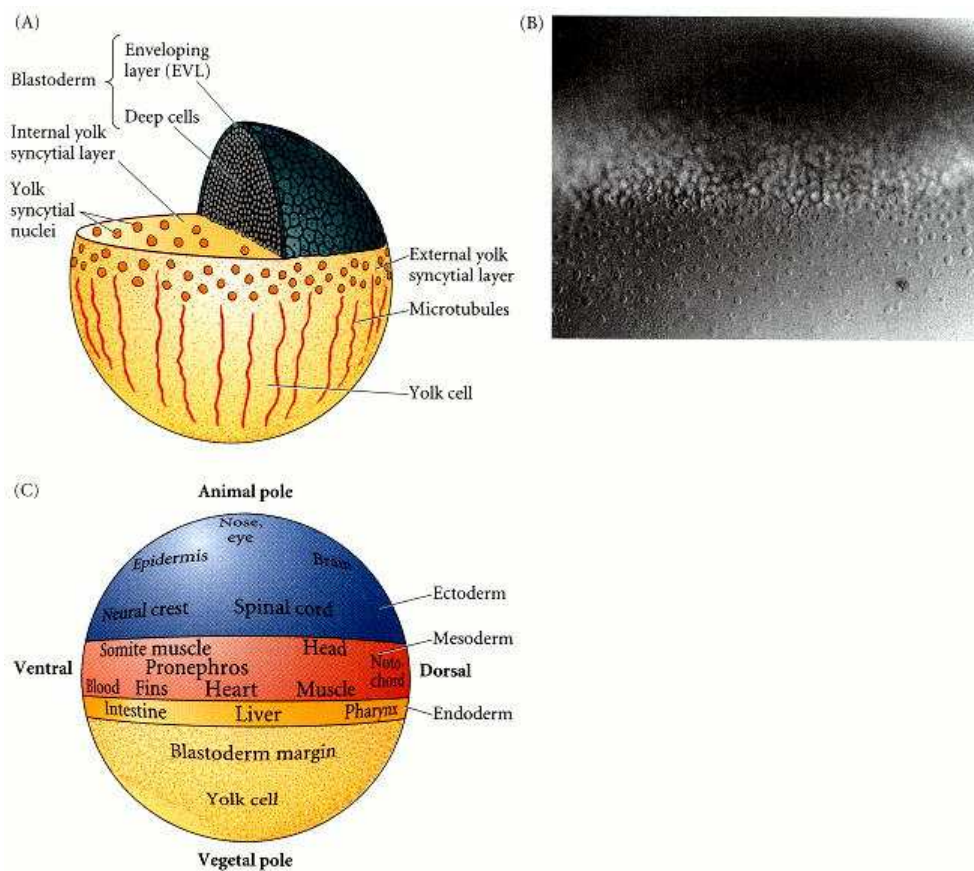 (A)
Blastoderm
Enveloping
layer (EVL)
Deep cells
Internal yolk
syncytial layer
Yolk
syncytial
nuclei
External yolk
syncytial layer
Microtubules
Yolk cell
(B)
(C)
Animal pole
Nose,
eye
Epidermis
Brain
Neural crest
Spinal cord
Ectoderm
Mesoderm
Somite muscle
Head
Pronephros
Noto
chord
Ventral
Dorsal
Blood
Fins
Heart
Muscle
Intestine
Liver
Pharynx
Endoderm
Blastoderm margin
Yolk cell
Vegetal pole